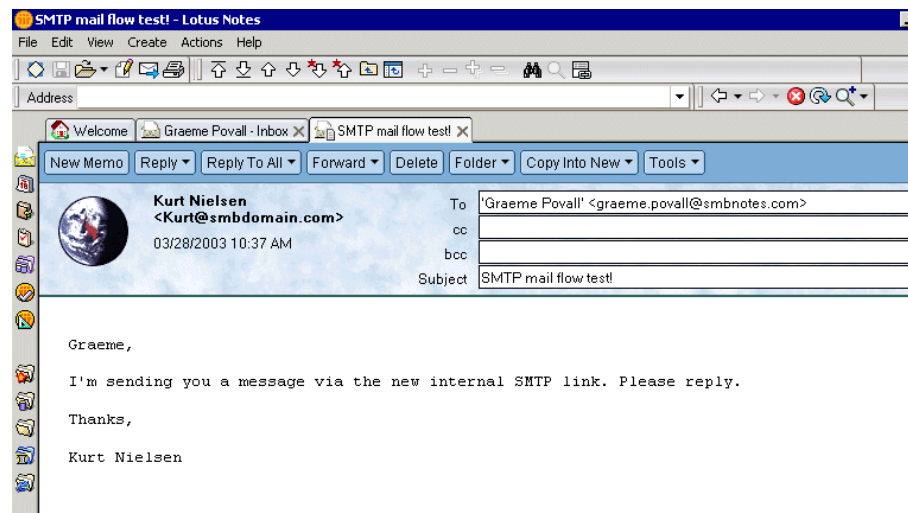 SMTP mail flow test! - Lotus Notes
File Edit View Create Actions Help
Address
Welcome Graeme Povall - Inbox SMTP mail flow test!
New Memo Reply Reply To All Forward Delete Folder Copy Into New Tools
Kurt Nielsen
<Kurt@smbdomain.com>
03/28/2003 10:37 AM
To 'Graeme Povall' <graeme.povall@smbnotes.com>
cc
bcc
Subject SMTP mail flow test!
Graeme,
I'm sending you a message via the new internal SMTP link. Please reply.
Thanks,
Kurt Nielsen